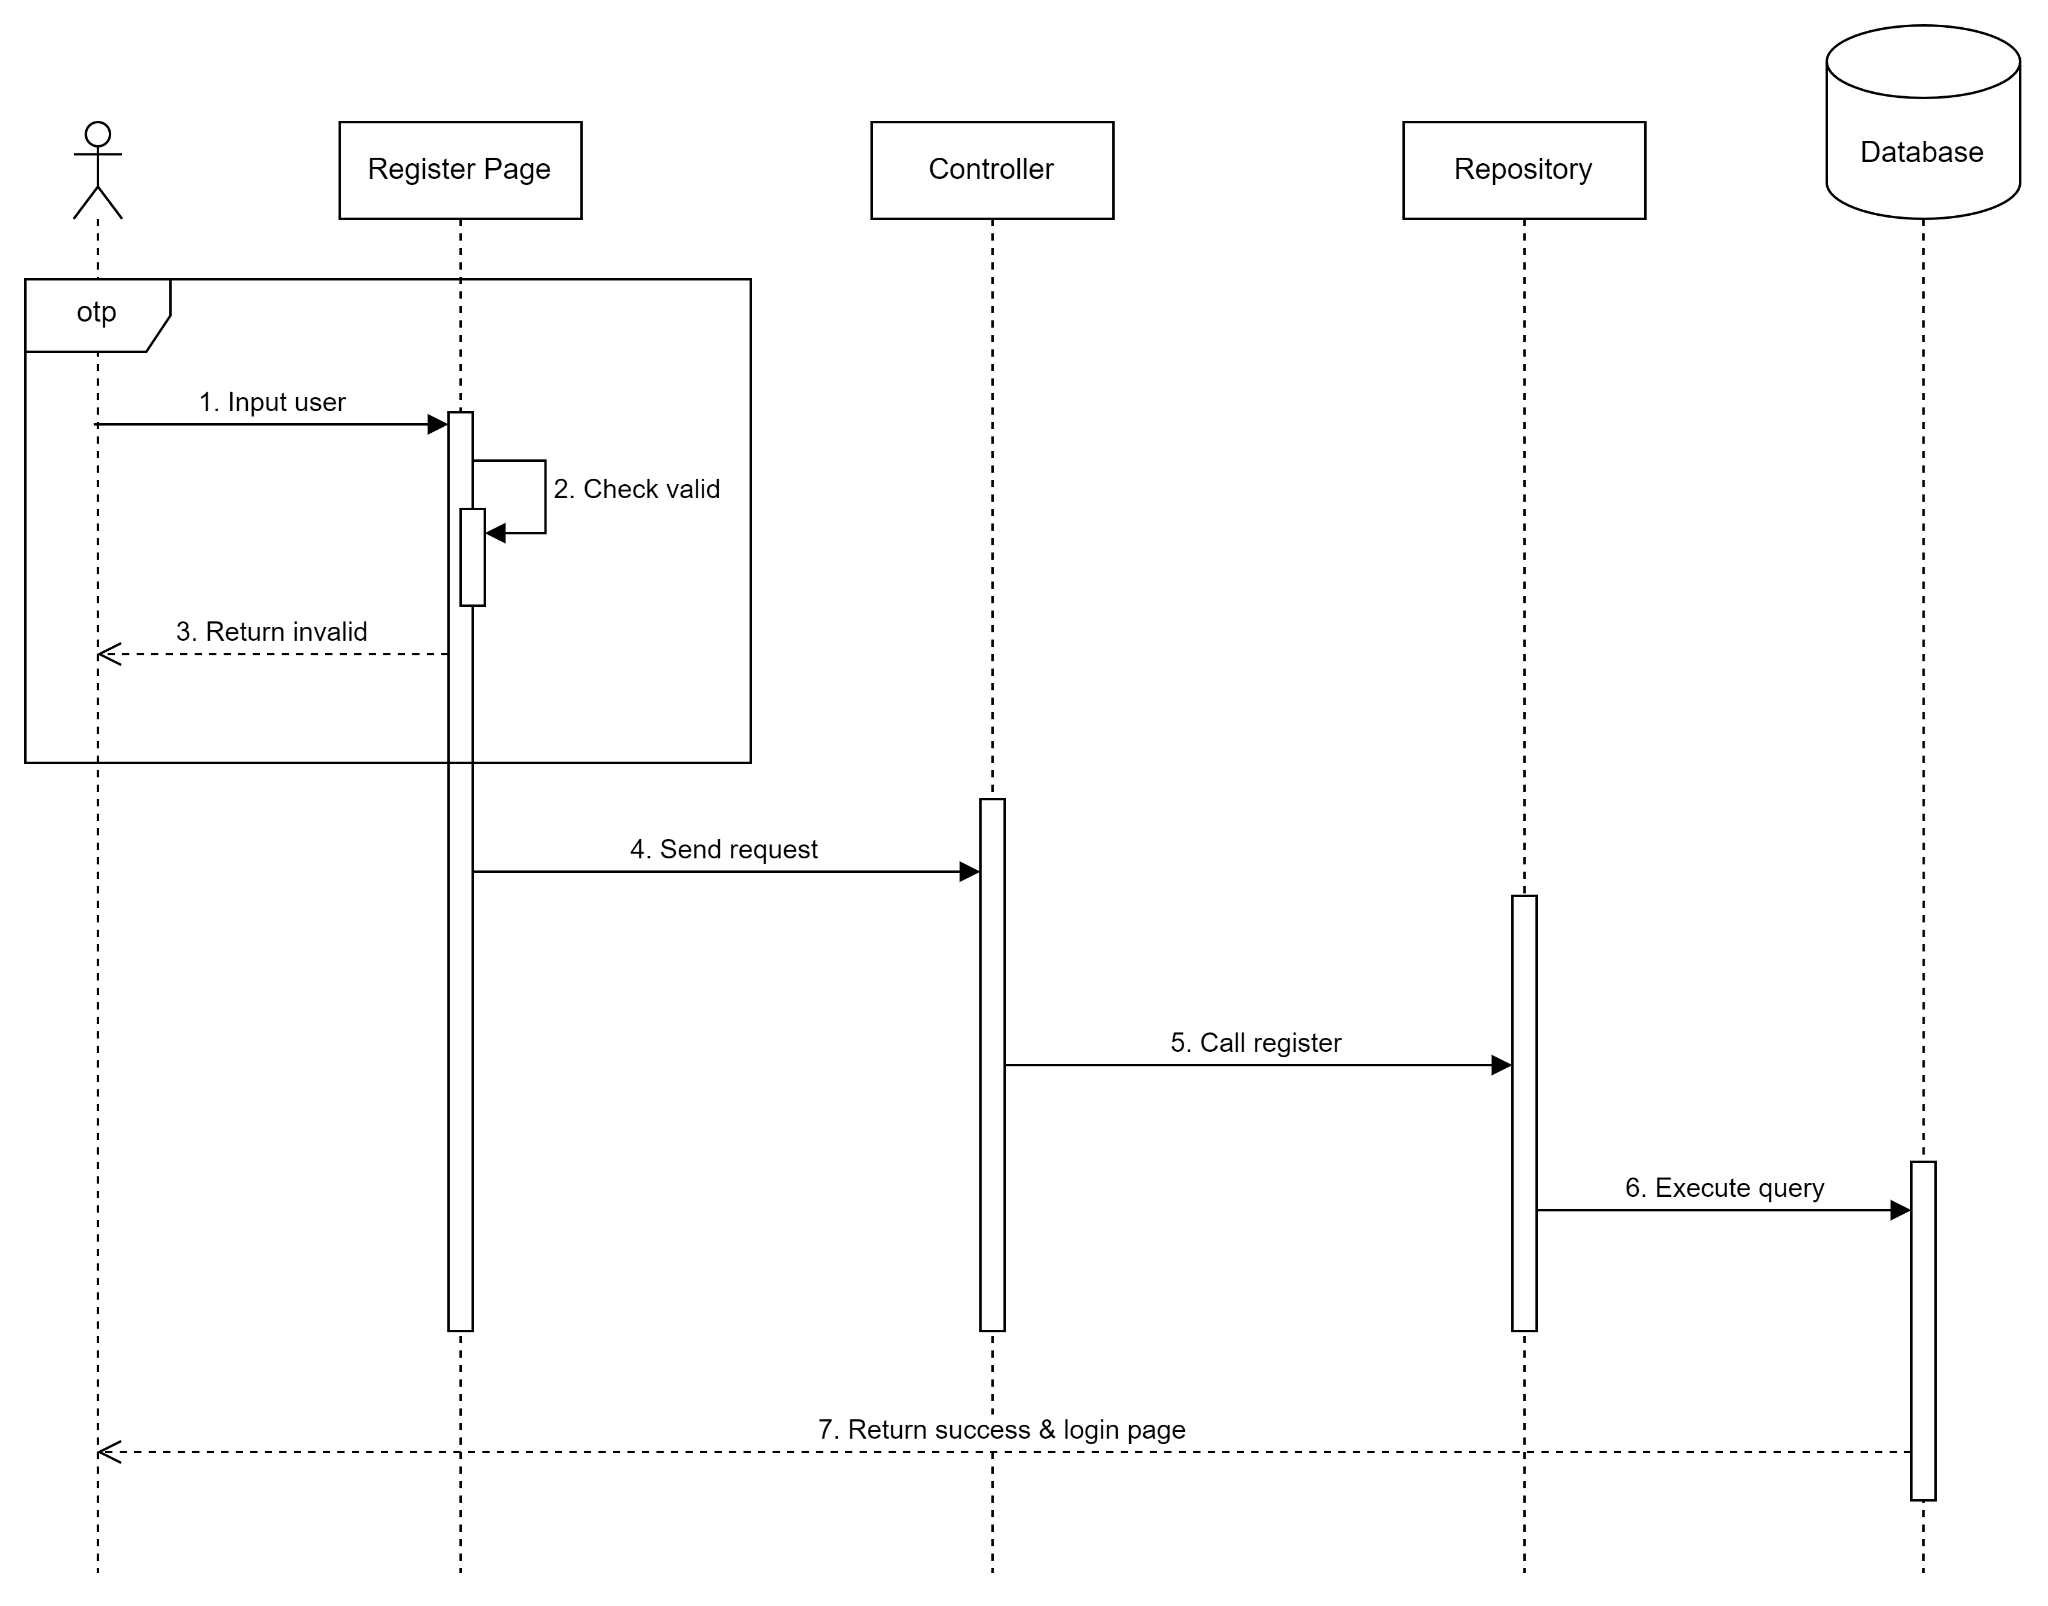 Register Page
Controller
Repository
Database
otp
1. Input user
2. Check valid
3. Return invalid
4. Send request
5. Call register
6. Execute query
7. Return success & login page